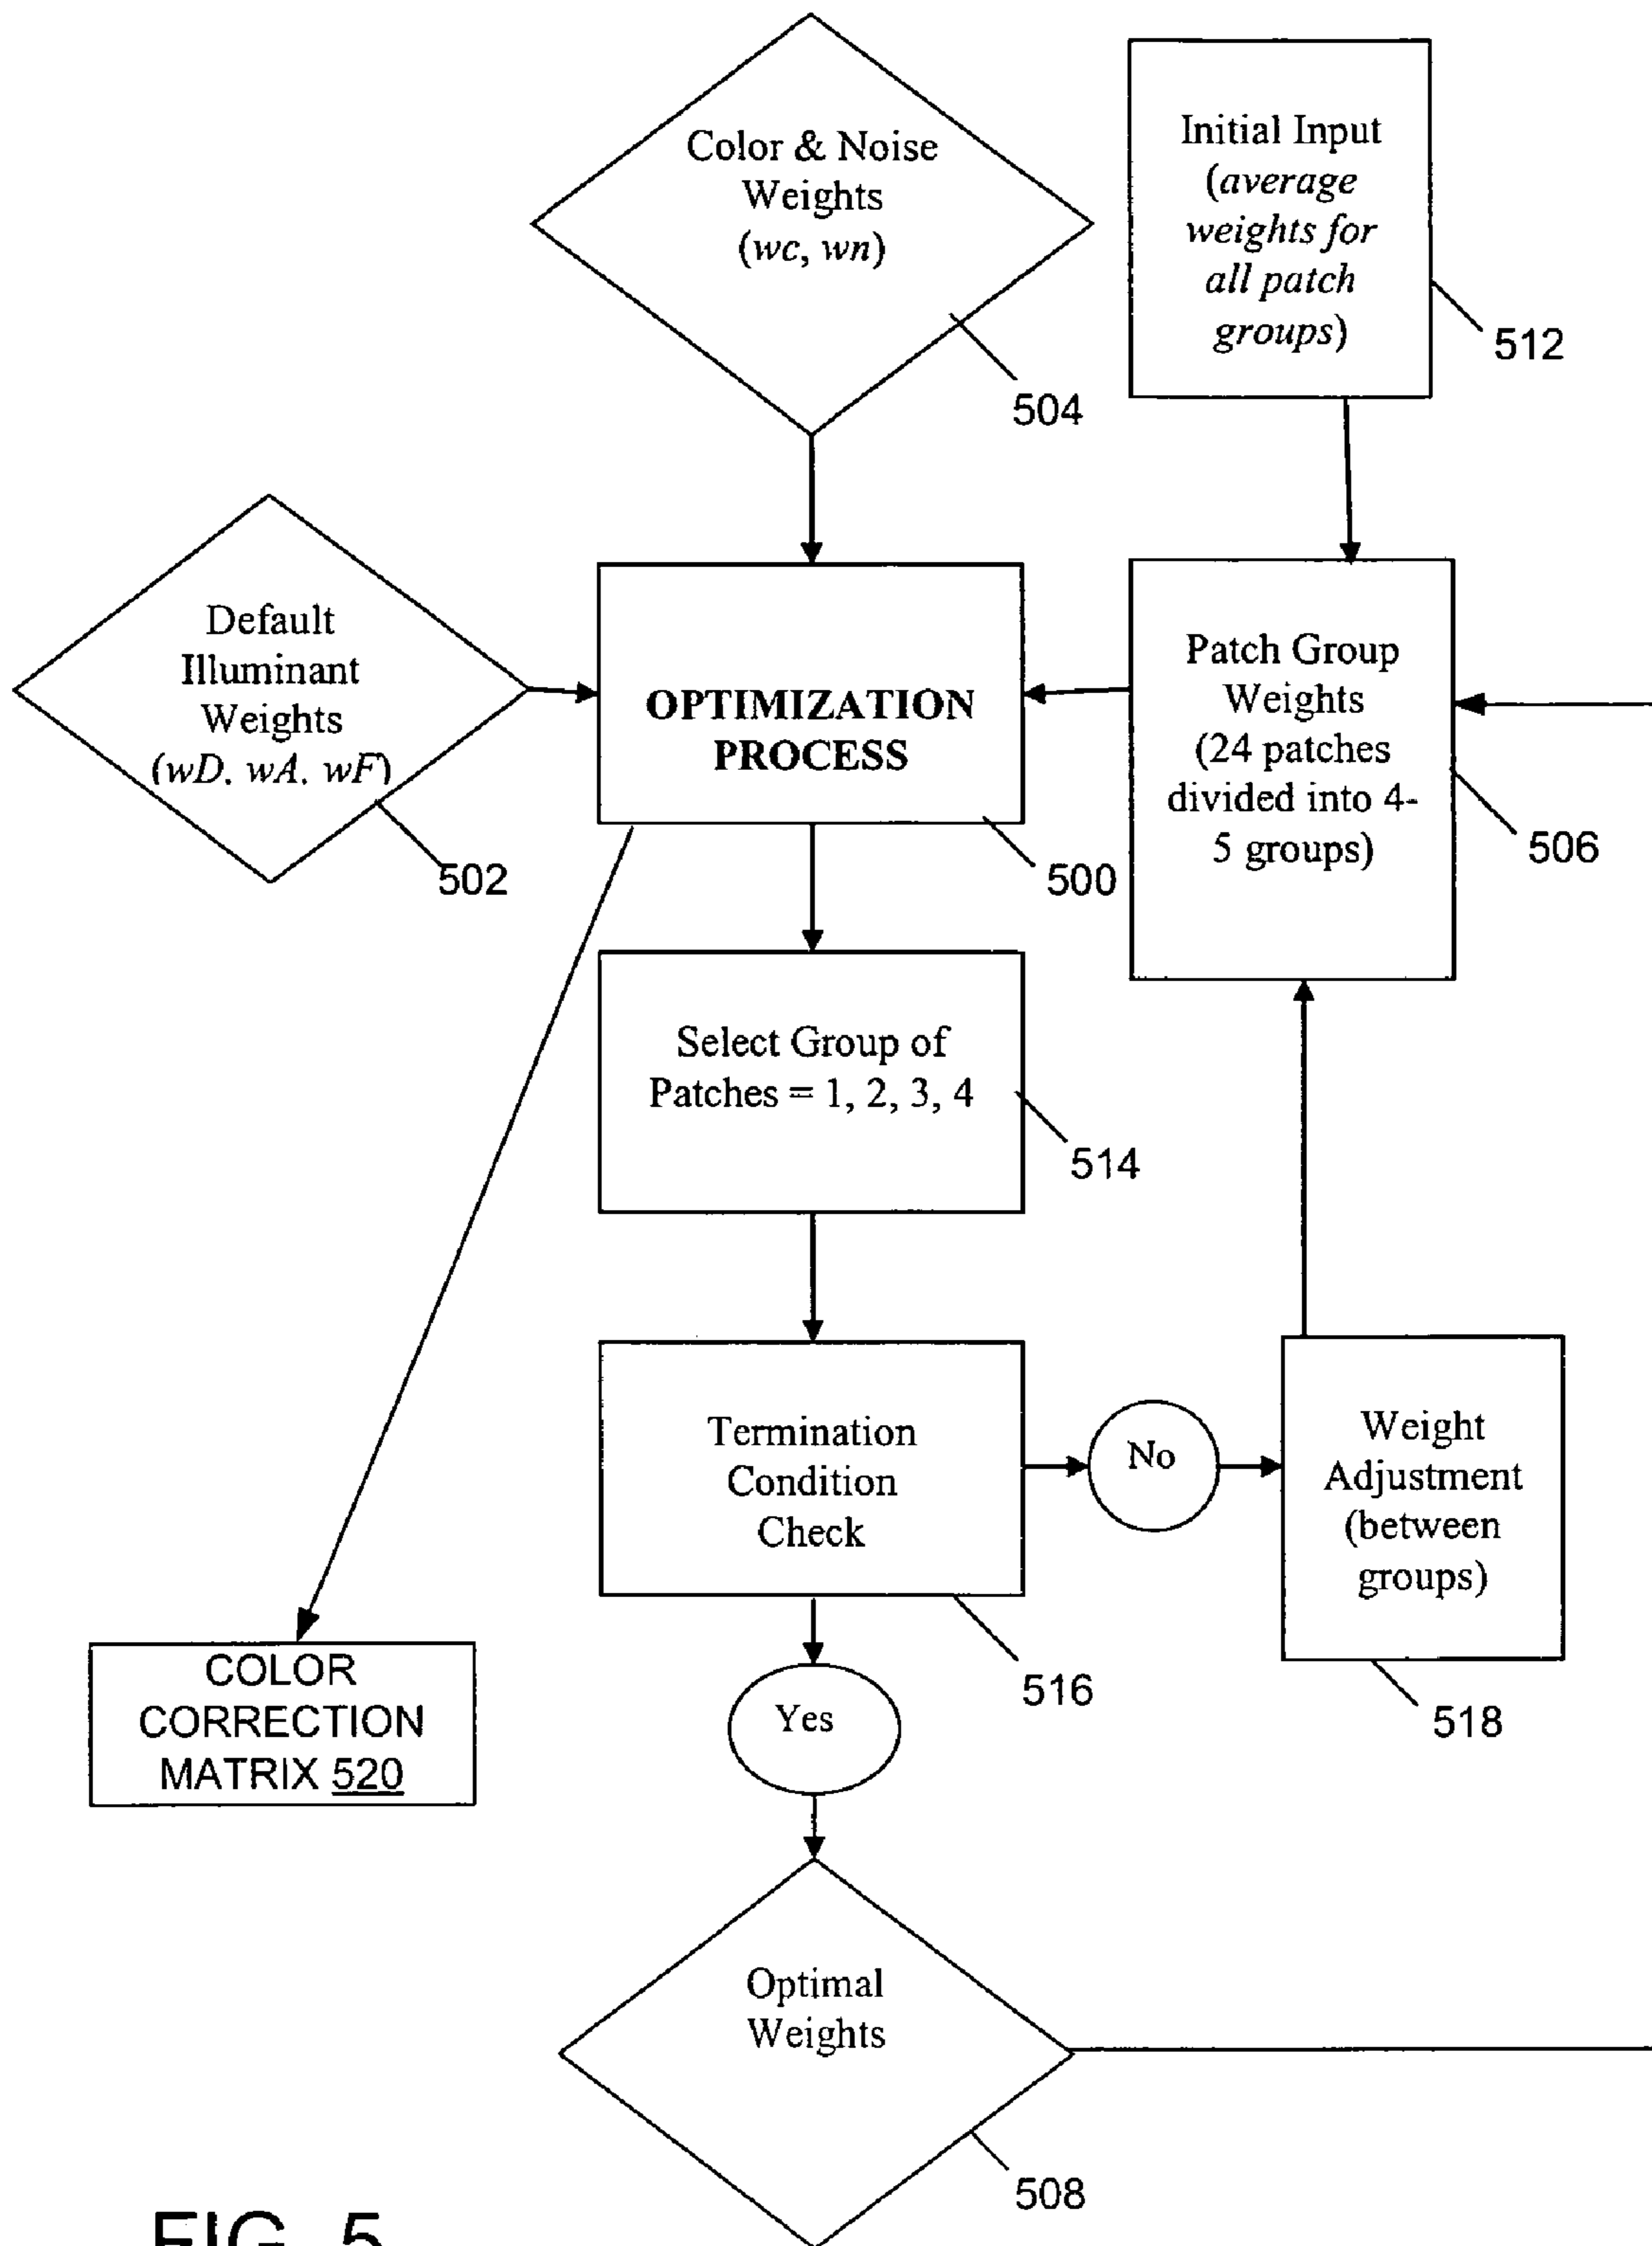 Color & Noise
Weights
(wc, wn)
504
Initial Input
(average
weights for
all patch
groups)
512
Default
Illuminant
Weights
(wD, wA, wF)
502
OPTIMIZATION
PROCESS
500
Patch Group
Weights
(24 patches
divided into 4-
5 groups)
506
Select Group of
Patches = 1, 2, 3, 4
514
Termination
Condition
Check
516
No
Weight
Adjustment
(between
groups)
518
COLOR
CORRECTION
MATRIX 520
Yes
Optimal
Weights
508
FIG. 5